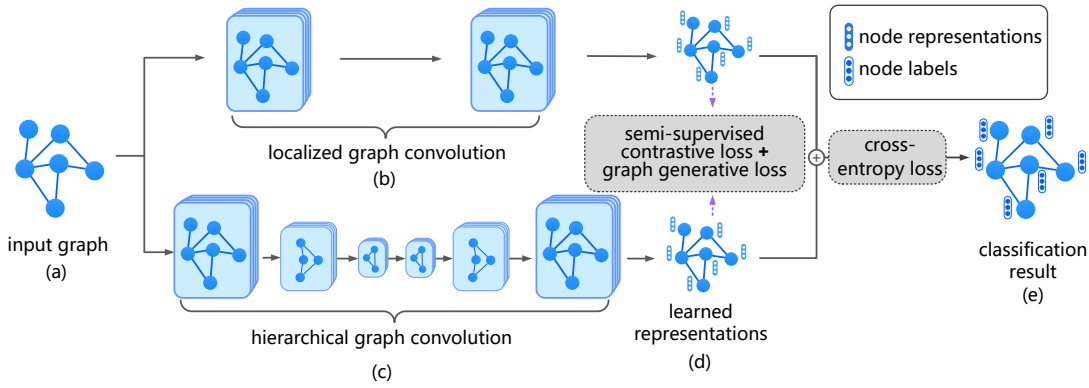 input graph
(a)
localized graph convolution
(b)
hierarchical graph convolution
(c)
semi-supervised
contrastive loss +
graph generative loss
learned
representations
(d)
cross-
entropy loss
node representations
node labels
classification
result
(e)